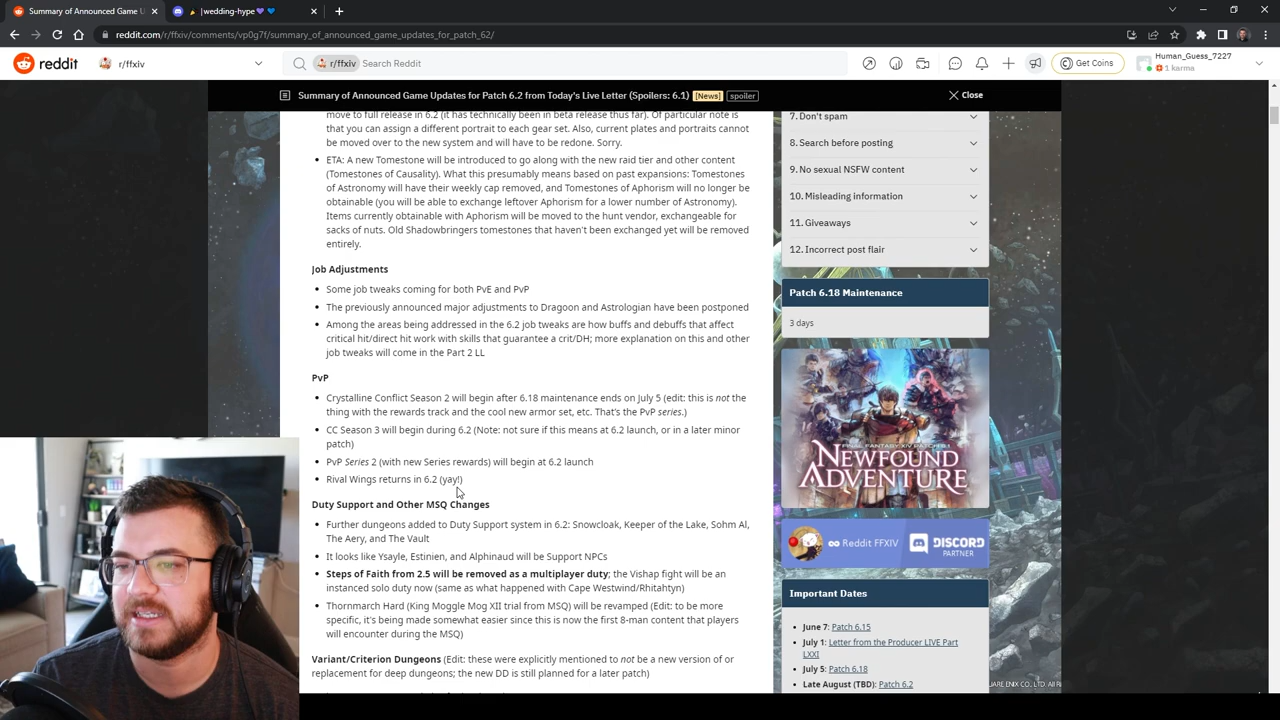 Summary of Announced Game Up
|wedding-hype
reddit.com/r/ffxiv/comments/vp0g7f/summary_of_announced_game_updates_for_patch_62/
reddit
r/ffxiv
r/ffxiv
Search Reddit
Get Coins
Human_Guess_7227
1 karma
Summary of Announced Game Updates for Patch 6.2 from Today's Live Letter (Spoilers: 6.1)
[News]
spoiler
Close
move to full release in 6.2 (it has technically been in beta release thus far). Of particular note is
that you can assign a different portrait to each gear set. Also, current plates and portraits cannot
be moved over to the new system and will have to be redone. Sorry.
ETA: A new Tomestone will be introduced to go along with the new raid tier and other content
(Tomestones of Causality). What this presumably means based on past expansions: Tomestones
of Astronomy will have their weekly cap removed, and Tomestones of Aphorism will no longer be
obtainable (you will be able to exchange leftover Aphorism for a lower number of Astronomy).
Items currently obtainable with Aphorism will be moved to the hunt vendor, exchangeable for
sacks of nuts. Old Shadowbringers tomestones that haven't been exchanged yet will be removed
entirely.
Job Adjustments
Some job tweaks coming for both PvE and PvP
The previously announced major adjustments to Dragoon and Astrologian have been postponed
Among the areas being addressed in the 6.2 job tweaks are how buffs and debuffs that affect
critical hit/direct hit work with skills that guarantee a crit/DH; more explanation on this and other
job tweaks will come in the Part 2 LL
PvP
Crystalline Conflict Season 2 will begin after 6.18 maintenance ends on July 5 (edit: this is not the
thing with the rewards track and the cool new armor set, etc. That's the PvP series.)
CC Season 3 will begin during 6.2 (Note: not sure if this means at 6.2 launch, or in a later minor
patch)
PvP Series 2 (with new Series rewards) will begin at 6.2 launch
Rival Wings returns in 6.2 (yay!)
Duty Support and Other MSQ Changes
Further dungeons added to Duty Support system in 6.2: Snowcloak, Keeper of the Lake, Sohm Al,
The Aery, and The Vault
It looks like Ysayle, Estinien, and Alphinaud will be Support NPCs
Steps of Faith from 2.5 will be removed as a multiplayer duty; the Vishap fight will be an
instanced solo duty now (same as what happened with Cape Westwind/Rhitahtyn)
Thornmarch Hard (King Moggle Mog XII trial from MSQ) will be revamped (Edit: to be more
specific, it's being made somewhat easier since this is now the first 8-man content that players
will encounter during the MSQ)
Variant/Criterion Dungeons (Edit: these were explicitly mentioned to not be a new version of or
replacement for deep dungeons; the new DD is still planned for a later patch)
7. Don't spam
8. Search before posting
9. No sexual NSFW content
10. Misleading information
11. Giveaways
12. Incorrect post flair
Patch 6.18 Maintenance
3 days
NEWFOUND
ADVENTURE
Reddit FFXIV
DISCORD
PARTNER
Important Dates
June 7: Patch 6.15
July 1: Letter from the Producer LIVE Part
LXXI
July 5: Patch 6.18
Late August (TBD): Patch 6.2